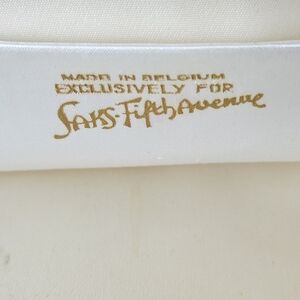 MADE IN BELGIUM
EXCLUSIVELY FOR
SAKS·Fifth Avenue